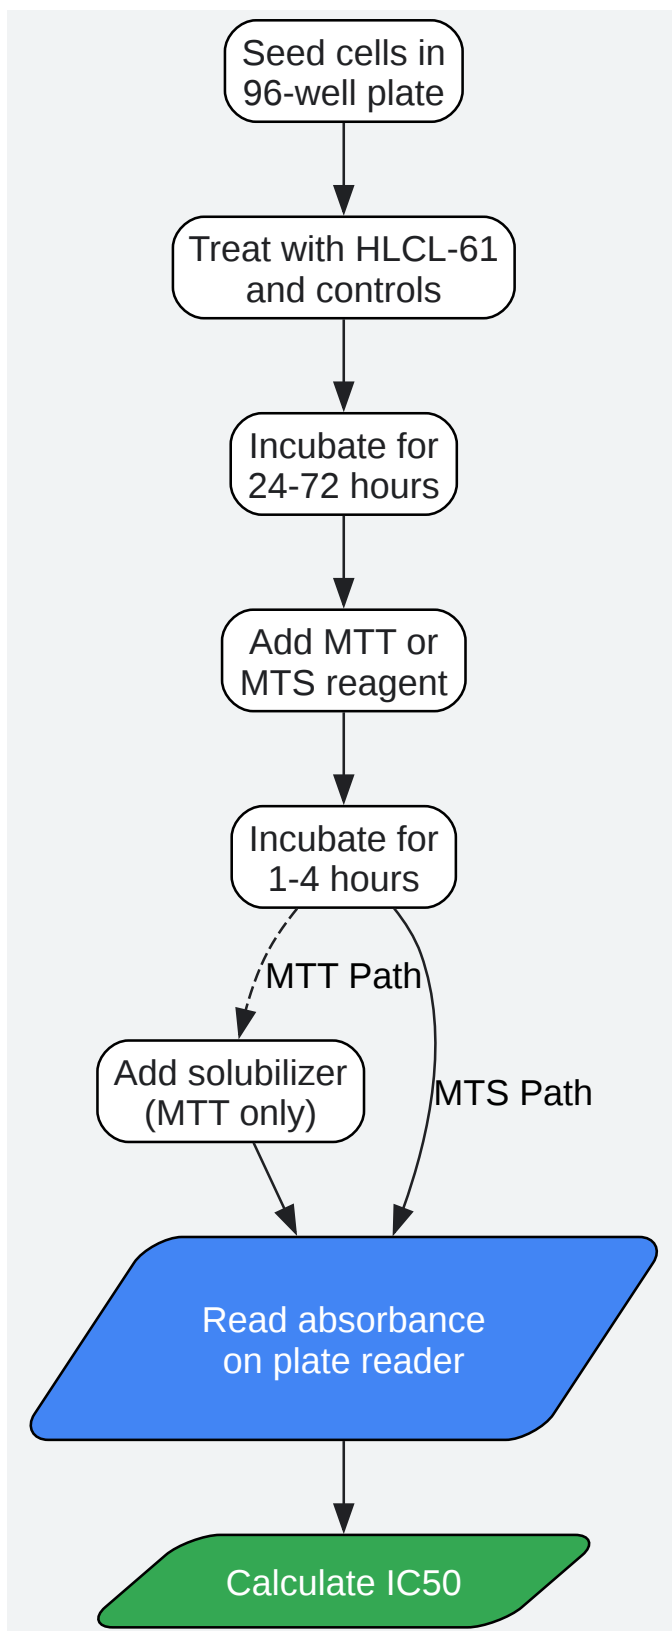 Seed cells in
96-well plate
Treat with HLCL-61
and controls
Incubate for
24-72 hours
Add MTT or
MTS reagent
Incubate for
1-4 hours
MTT Path
Add solubilizer
(MTT only)
MTS Path
Read absorbance
on plate reader
Calculate IC50